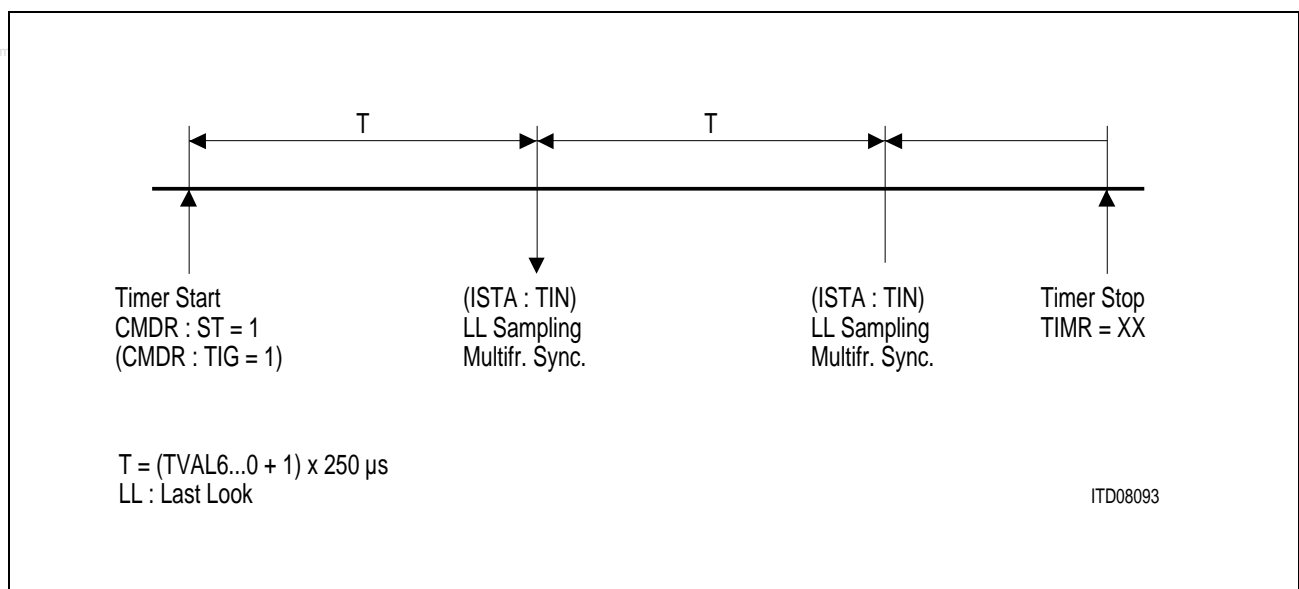 T
T
Timer Start
CMDR : ST = 1
(CMDR : TIG = 1)
(ISTA : TIN)
LL Sampling
Multifr. Sync.
(ISTA : TIN)
LL Sampling
Multifr. Sync.
Timer Stop
TIMR = XX
T = (TVAL6...0 + 1) x 250 µs
LL : Last Look
ITD08093